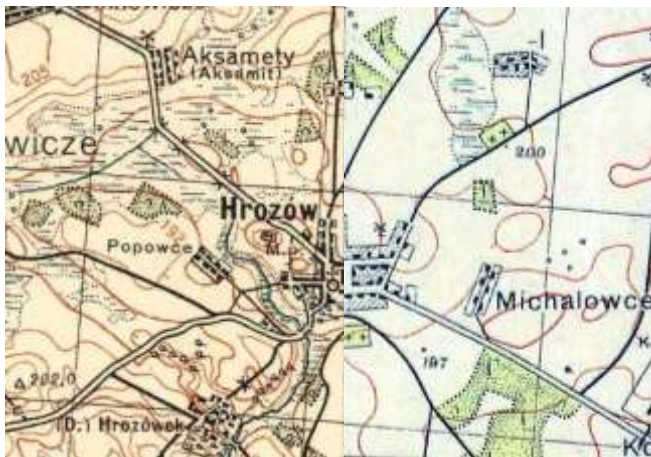 Aksamety
(Aksamit)
205
wicze
Hrozów
M.
Popowce
202,0
(D.) Hrozówek
200
Michalowce
197